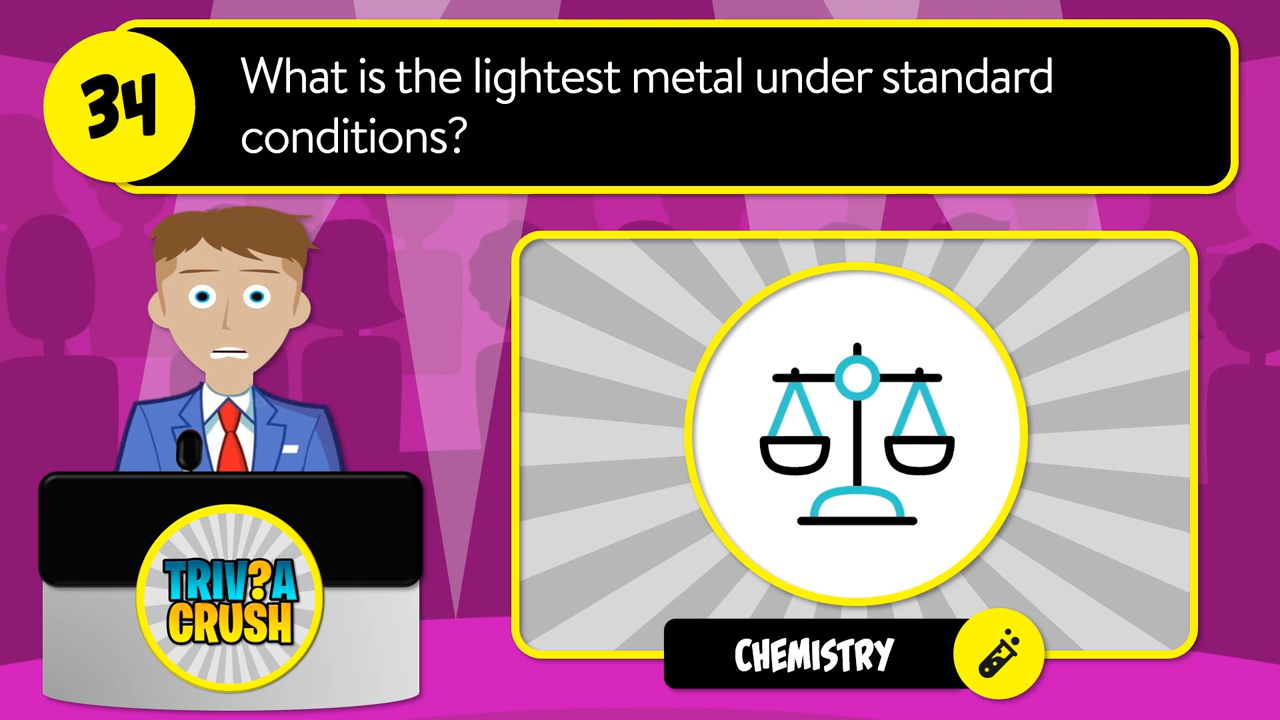 34
What is the lightest metal under standard
conditions?
TRIV?A
CRUSH
CHEMISTRY